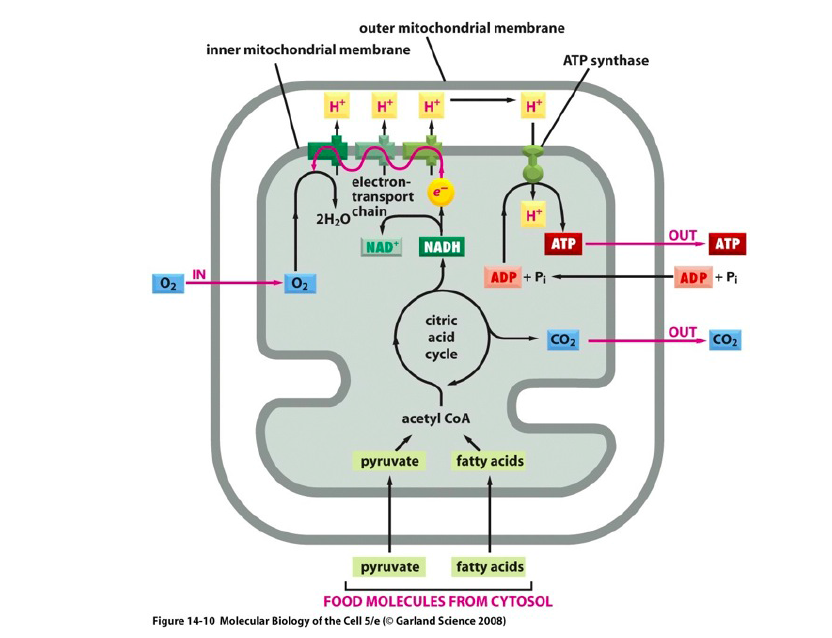 outer mitochondrial membrane
inner mitochondrial membrane
ATP synthase
H+ H+ H+ H+
electron-
transport
chain
e−
2H2O
H+
NAD+ NADH
ATP OUT ATP
ADP + Pi ADP + Pi
O2 IN O2
citric
acid
cycle
CO2 OUT CO2
acetyl CoA
pyruvate fatty acids
pyruvate fatty acids
FOOD MOLECULES FROM CYTOSOL
Figure 14-10 Molecular Biology of the Cell 5/e (© Garland Science 2008)